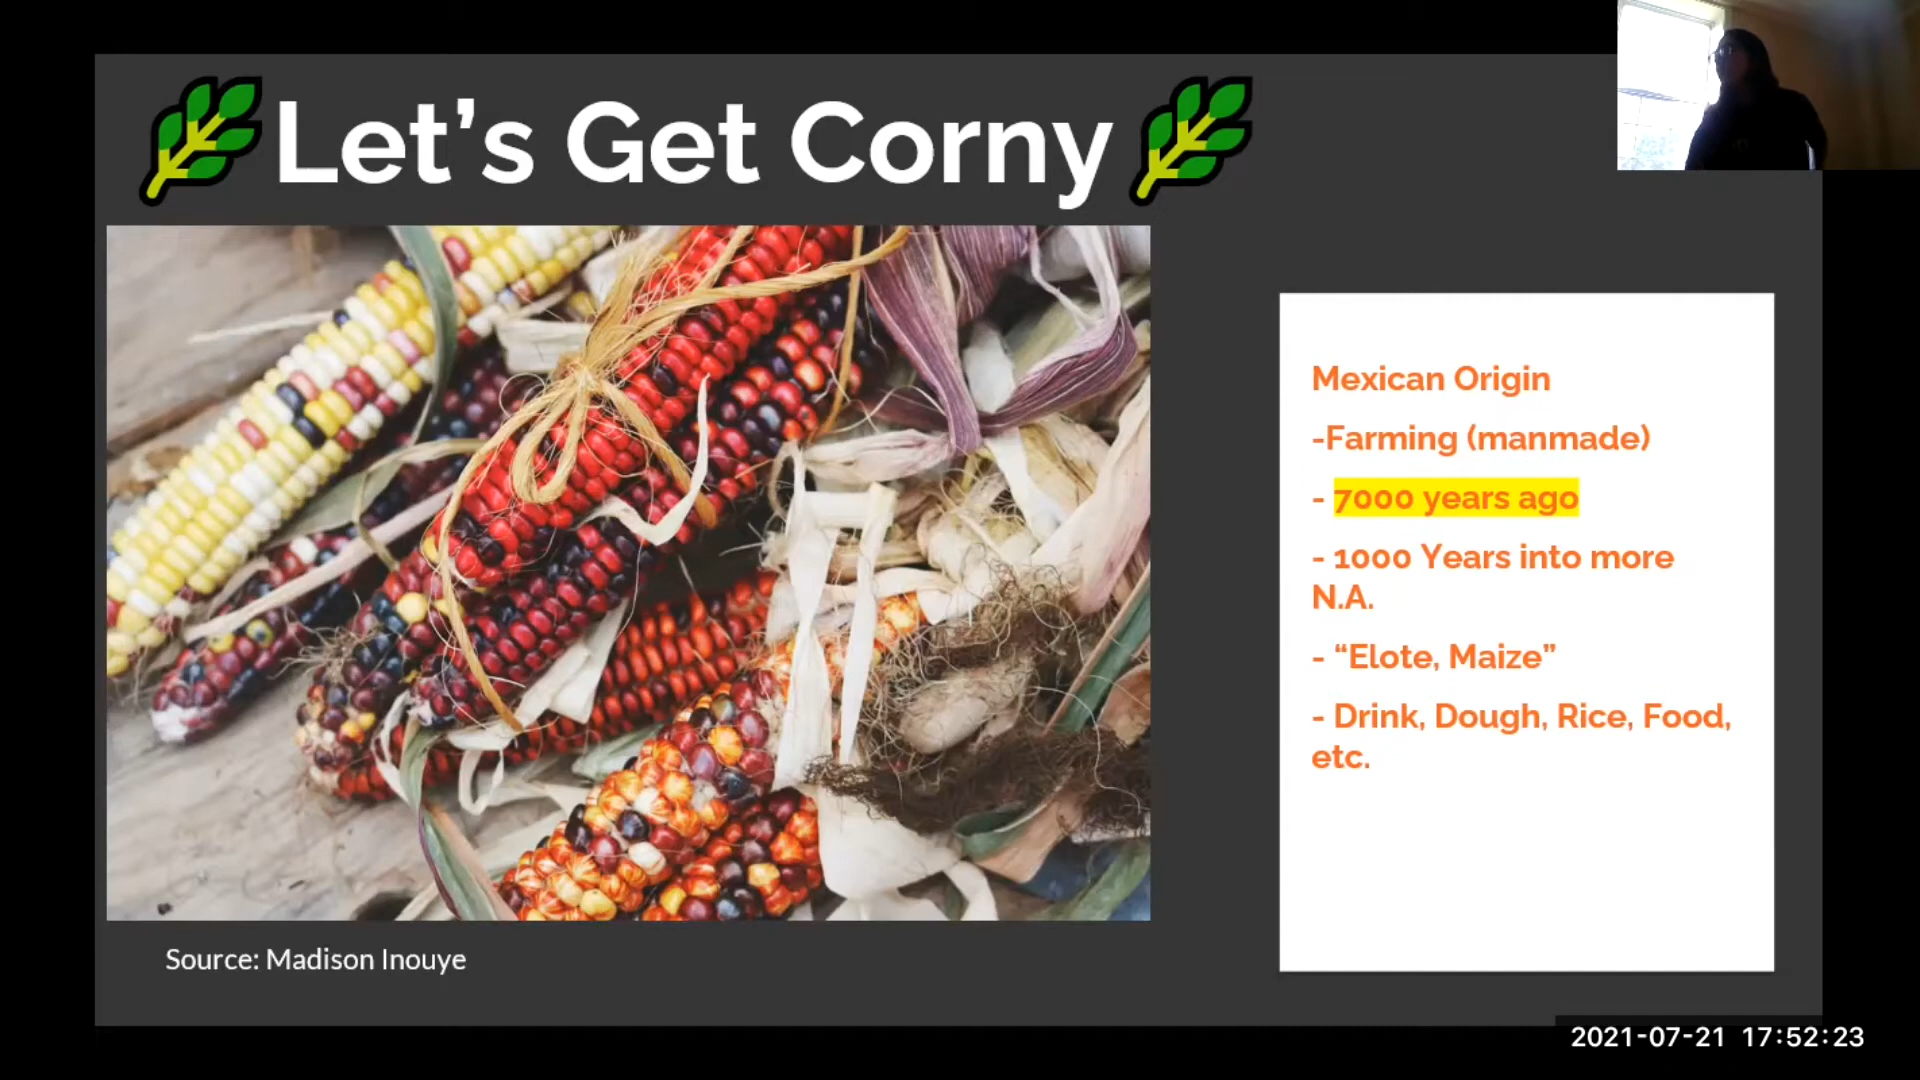 Let's Get Corny
Mexican Origin
-Farming (manmade)
- 7000 years ago
- 1000 Years into more
N.A.
- “Elote, Maize”
- Drink, Dough, Rice, Food,
etc.
Source: Madison Inouye
2021-07-21 17:52:23